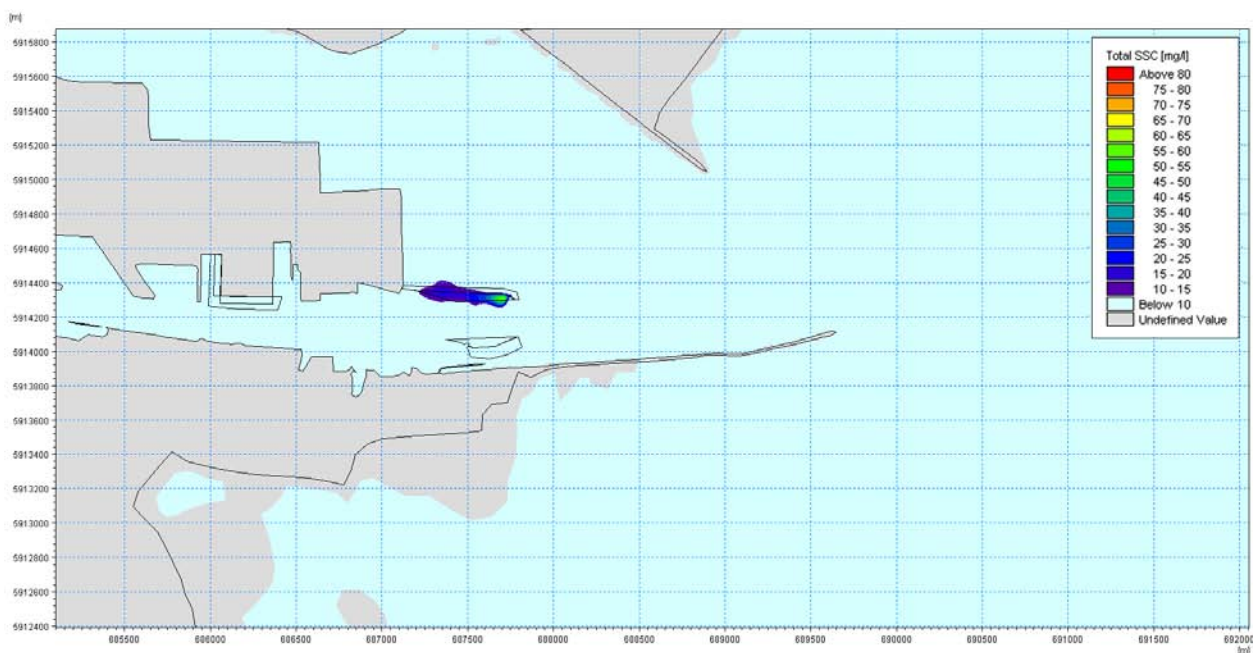 [m]
5915800
5915600
5915400
5915200
5915000
5914800
5914600
5914400
5914200
5914000
5913800
5913600
5913400
5913200
5913000
5912800
5912600
5912400
Total SSC [mg/l]
Above 80
75 - 80
70 - 75
65 - 70
60 - 65
55 - 60
50 - 55
45 - 50
40 - 45
35 - 40
30 - 35
25 - 30
20 - 25
15 - 20
10 - 15
Below 10
Undefined Value
685500 686000 686500 687000 687500 688000 688500 689000 689500 690000 690500 691000 691500 692000
[m]